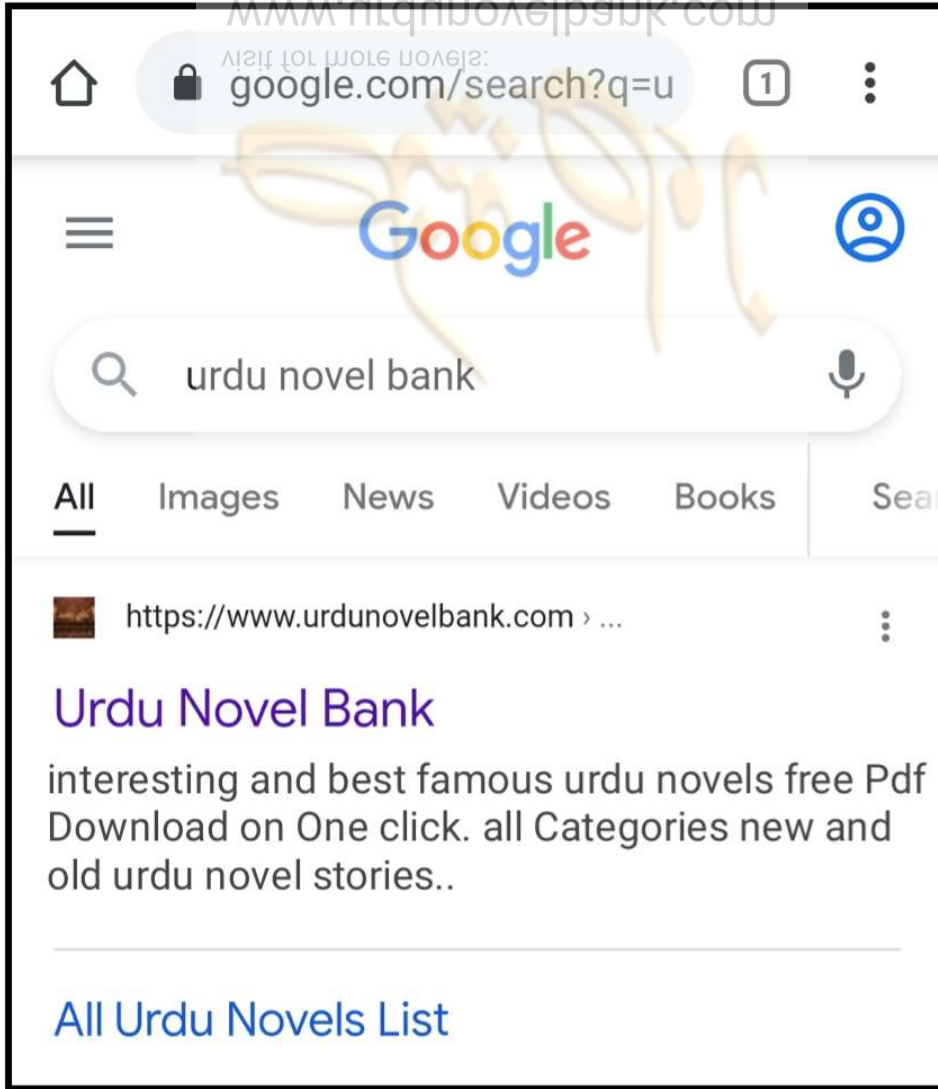 www.urdunovelbank.com
visit for more novels:
google.com/search?q=u
1
Google
urdu novel bank
All Images News Videos Books Sea
https://www.urdunovelbank.com › ...
Urdu Novel Bank
interesting and best famous urdu novels free Pdf
Download on One click. all Categories new and
old urdu novel stories..
All Urdu Novels List